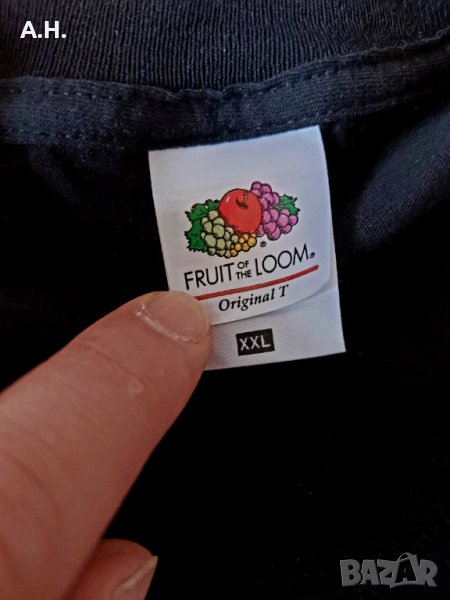 A.H.
FRUIT OF THE LOOM®
Original T
XXL
BAZAR